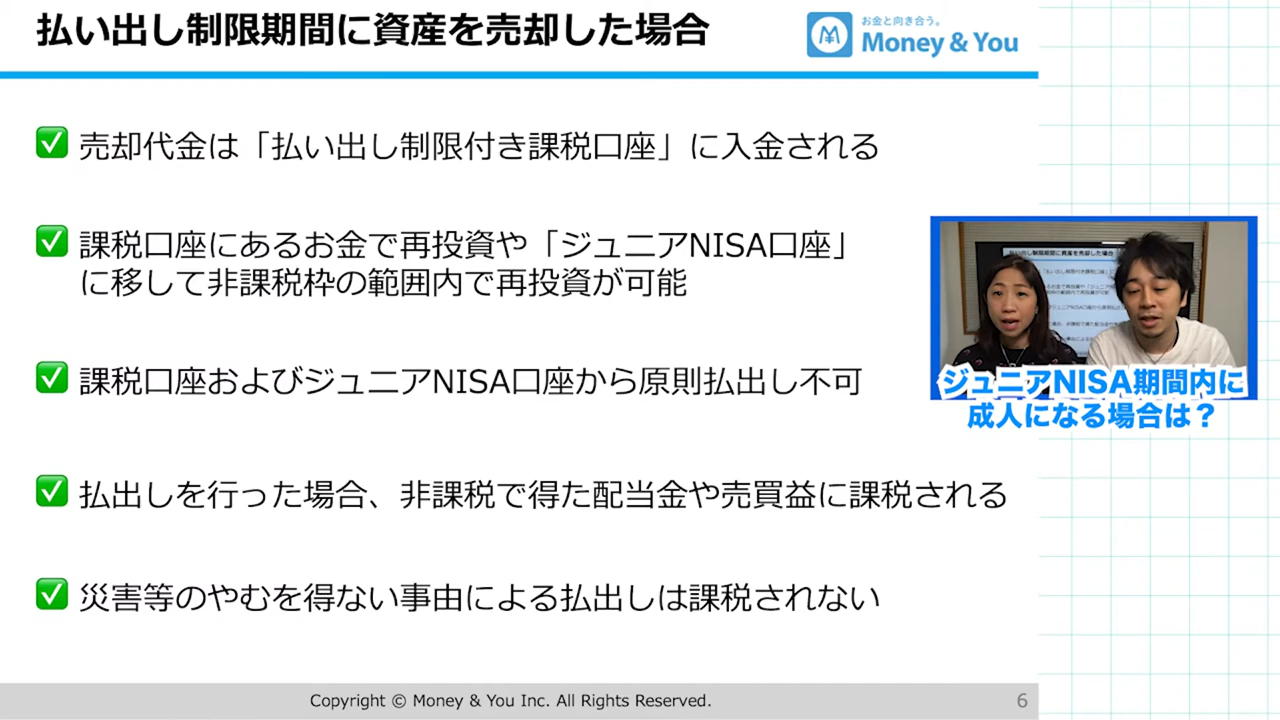 払い出し制限期間に資産を売却した場合
お金と向き合う。
Money & You
売却代金は「払い出し制限付き課税口座」に入金される
課税口座にあるお金で再投資や「ジュニアNISA口座」
に移して非課税枠の範囲内で再投資が可能
課税口座およびジュニアNISA口座から原則払出し不可
払出しを行った場合、非課税で得た配当金や売買益に課税される
災害等のやむを得ない事由による払出しは課税されない
ジュニアNISA期間内に
成人になる場合は？
Copyright © Money & You Inc. All Rights Reserved.
6